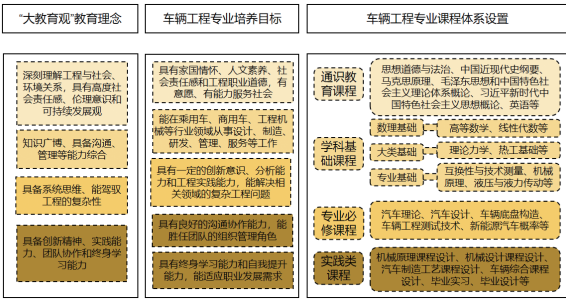 “大教育观”教育理念
深刻理解工程与社会、
环境关系，具有高度社
会责任感、伦理意识和
可持续发展观
知识广博、具备沟通、
管理等能力综合
具备系统思维、能驾驭
工程的复杂性
具备创新精神、实践能
力、团队协作和终身学
习能力
车辆工程专业培养目标
具有家国情怀、人文素养、社
会责任感和工程职业道德，有
意愿、有能力服务社会
能在乘用车、商用车、工程机
械等行业领域从事设计、制造、
研发、管理、服务等工作
具有一定的创新意识、分析能
力和工程实践能力，能解决相
关领域的复杂工程问题
具有良好的沟通协作能力，能
胜任团队的组织管理角色
具有终身学习能力和自我提升
能力，能适应职业发展需求
车辆工程专业课程体系设置
通识教
育课程
思想道德与法治、中国近现代史纲要、
马克思原理、毛泽东思想和中国特色社
会主义理论体系概论、习近平新时代中
国特色社会主义思想概论、英语等
学科基
础课程
数理基础
高等数学、线性代数等
大类基础
理论力学、热工基础等
专业基础
互换性与技术测量、机械
原理、液压与液力传动等
专业必
修课程
汽车理论、汽车设计、车辆底盘构造、
车辆工程测试技术、新能源汽车概率等
实践类
课程
机械原理课程设计、机械设计课程设计、
汽车制造工艺课程设计、车辆综合课程
设计、毕业实习、毕业设计等